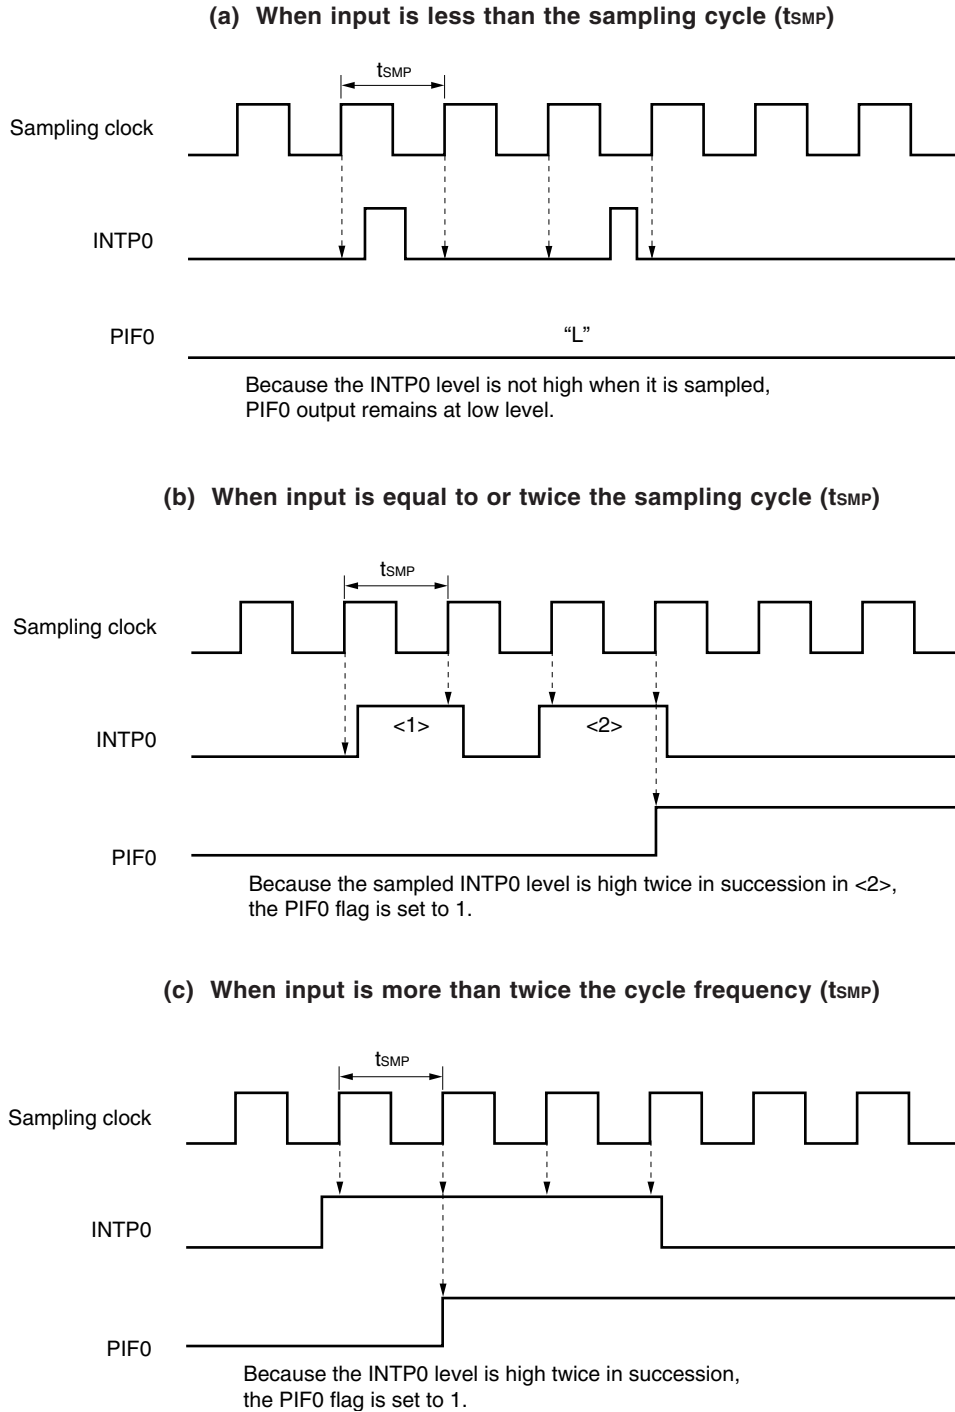 (a) When input is less than the sampling cycle (tSMP)
tSMP
Sampling clock
INTP0
PIF0
“L”
Because the INTP0 level is not high when it is sampled,
PIF0 output remains at low level.
(b) When input is equal to or twice the sampling cycle (tSMP)
tSMP
Sampling clock
INTP0
<1>
<2>
PIF0
Because the sampled INTP0 level is high twice in succession in <2>,
the PIF0 flag is set to 1.
(c) When input is more than twice the cycle frequency (tSMP)
tSMP
Sampling clock
INTP0
PIF0
Because the INTP0 level is high twice in succession,
the PIF0 flag is set to 1.